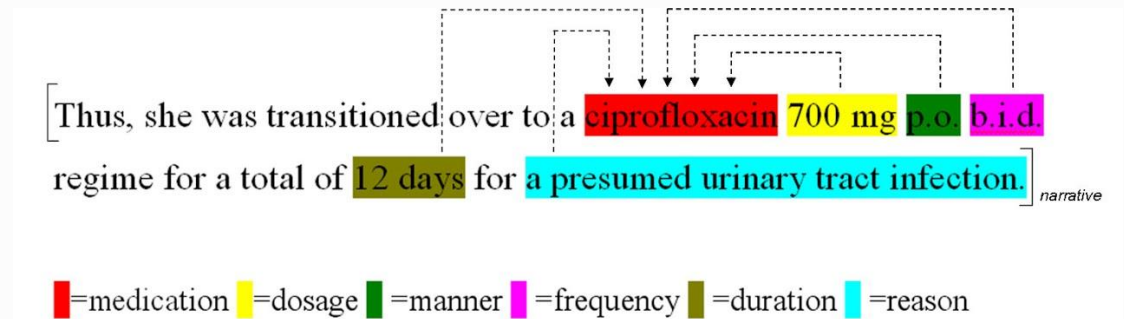 [Thus, she was transitioned over to a ciprofloxacin 700 mg p.o. b.i.d.
regime for a total of 12 days for a presumed urinary tract infection.] narrative
=medication =dosage =manner =frequency =duration =reason